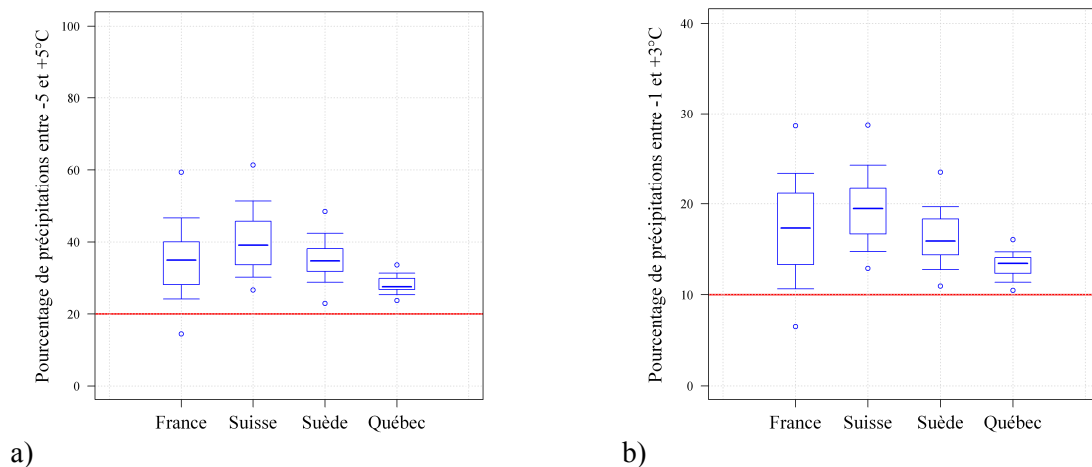 Pourcentage de précipitations entre -5 et +5°C
100
80
60
40
20
0
France Suisse Suède Québec
a)
Pourcentage de précipitations entre -1 et +3°C
40
30
20
10
0
France Suisse Suède Québec
b)